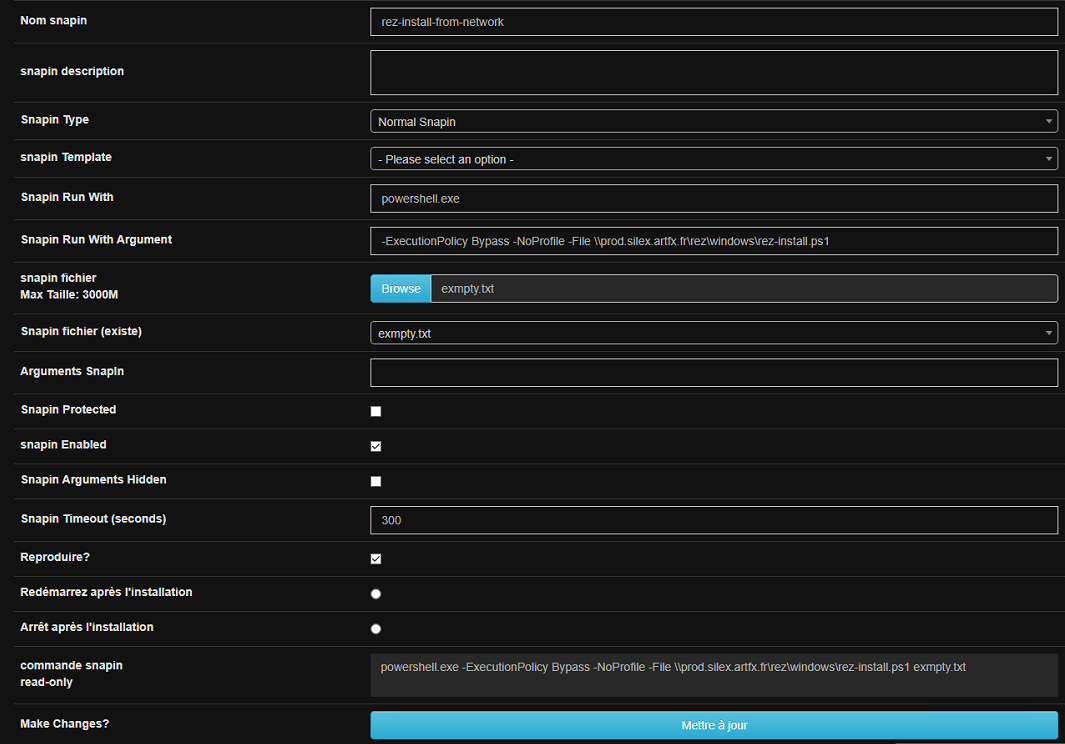 Nom snapin
rez-install-from-network
snapin description
Snapin Type
Normal Snapin
snapin Template
- Please select an option -
Snapin Run With
powershell.exe
Snapin Run With Argument
-ExecutionPolicy Bypass -NoProfile -File \\prod.silex.artfx.fr\rez\windows\rez-install.ps1
snapin fichier
Max Taille: 3000M
Browse
exmpty.txt
Snapin fichier (existe)
exmpty.txt
Arguments SnapIn
Snapin Protected
snapin Enabled
Snapin Arguments Hidden
Snapin Timeout (seconds)
300
Reproduire?
Redémarrez après l'installation
Arrêt après l'installation
commande snapin
read-only
powershell.exe -ExecutionPolicy Bypass -NoProfile -File \\prod.silex.artfx.fr\rez\windows\rez-install.ps1 exmpty.txt
Make Changes?
Mettre à jour